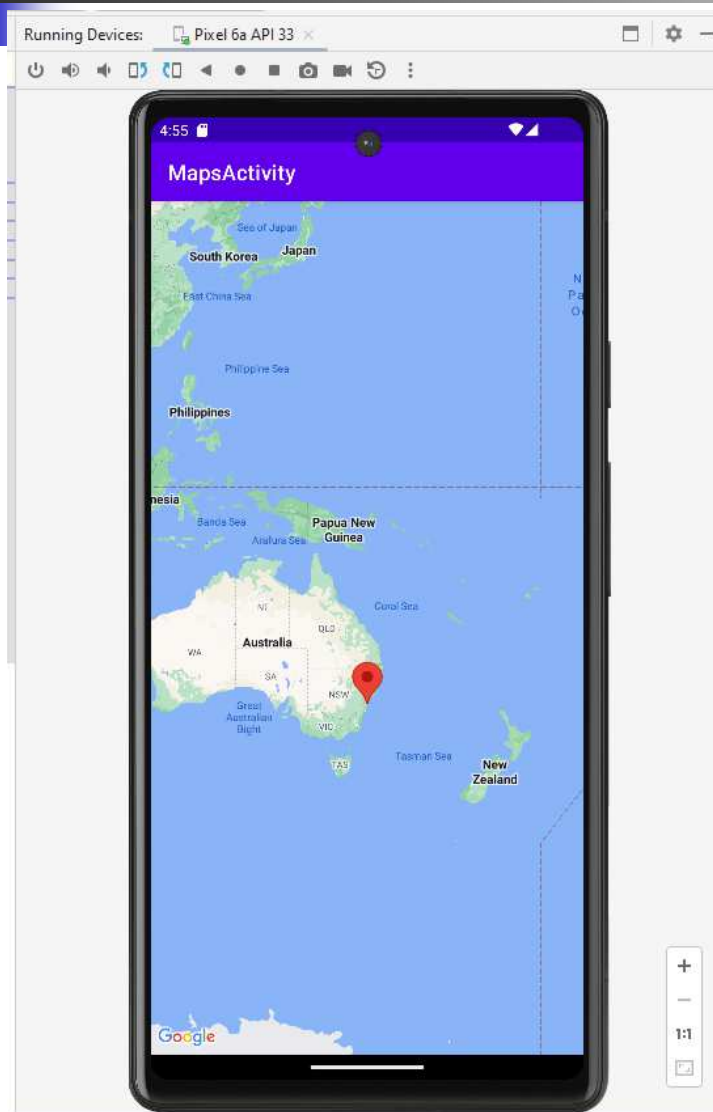 Running Devices: Pixel 6a API 33
4:55
MapsActivity
Sea of Japan
Japan
South Korea
East China Sea
N
Pa
O
Philippine Sea
Philippines
nesia
Banda Sea
Papua New
Guinea
Arafura Sea
NT
Coral Sea
QLD
Australia
WA
SA
NSW
Great
Australian
Bight
VIC
Tasman Sea
TAS
New
Zealand
Google
1:1